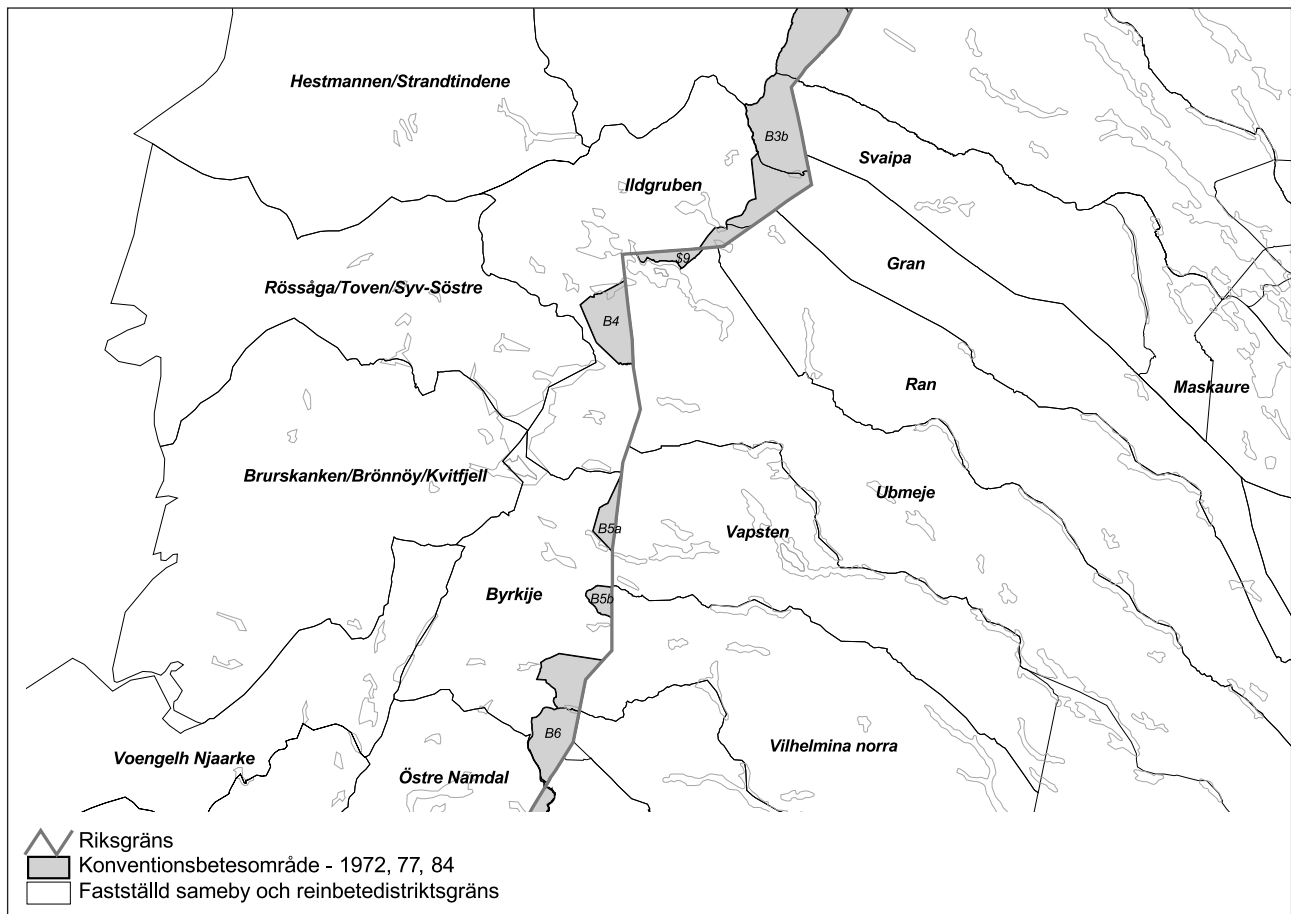 Hestmannen/Strandtindene
B3b
Svaipa
Ildgruben
S9
Gran
Rössåga/Toven/Syv-Söstre
B4
Ran
Maskaure
Brurskanken/Brönnöy/Kvitfjell
Ubmeje
B5a
Vapsten
Byrkije
B5b
B6
Vilhelmina norra
Voengelh Njaarke
Östre Namdal
Riksgräns
Konventionsbetesområde - 1972, 77, 84
Fastställd sameby och reinbetedistriktsgräns